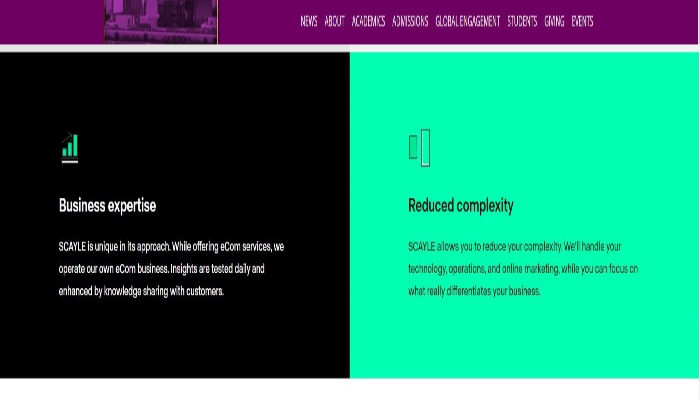 NEWS ABOUT ACADEMICS ADMISSIONS GLOBAL ENGAGEMENT STUDENTS GIVING EVENTS
Business expertise
SCAYLE is unique in its approach. While offering eCom services, we
operate our own eCom business. Insights are tested daily and
enhanced by knowledge sharing with customers.
Reduced complexity
SCAYLE allows you to reduce your complexity. We'll handle your
technology, operations, and online marketing, while you can focus on
what really differentiates your business.